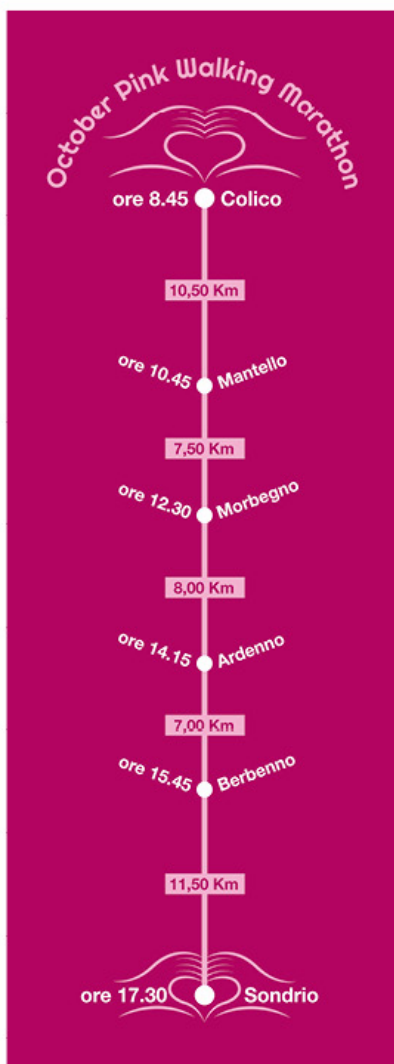 October Pink Walking Marathon
ore 8.45 Colico
10,50 Km
ore 10.45 Mantello
7,50 Km
ore 12.30 Morbegno
8,00 Km
ore 14.15 Ardenno
7,00 Km
ore 15.45 Berbenno
11,50 Km
ore 17.30 Sondrio